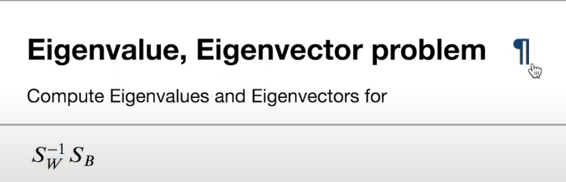 Eigenvalue, Eigenvector problem ¶
Compute Eigenvalues and Eigenvectors for
$S_W^{-1} S_B$